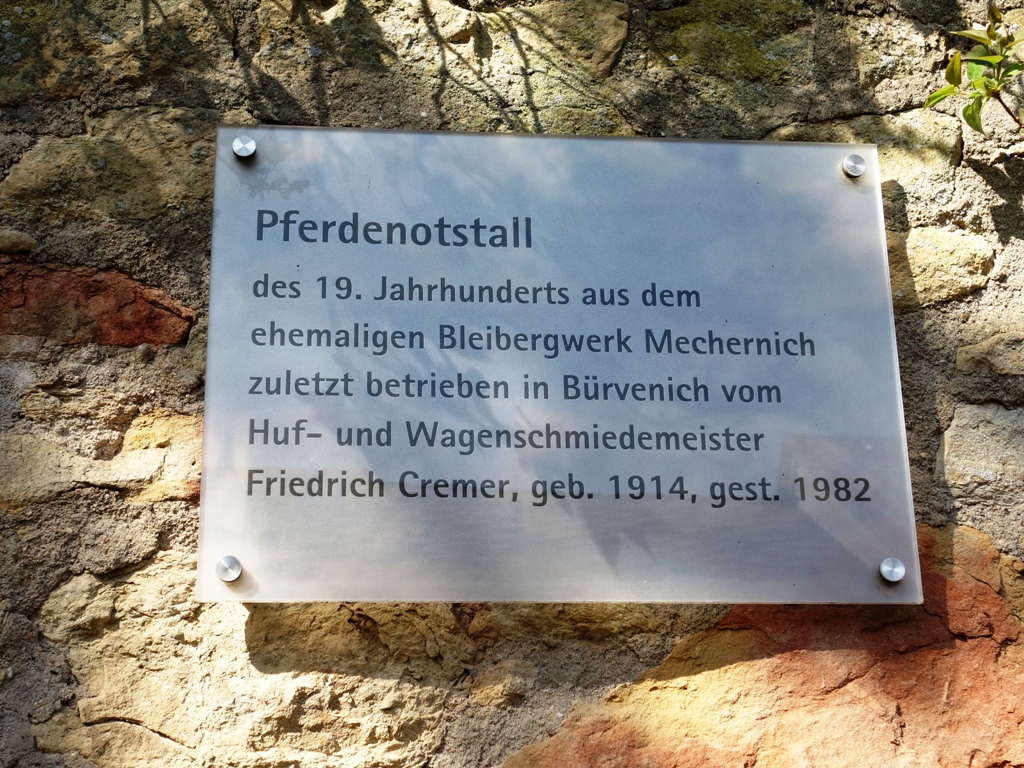 Pferdenotstall
des 19. Jahrhunderts aus dem
ehemaligen Bleibergwerk Mechernich
zuletzt betrieben in Bürvenich vom
Huf- und Wagenschmiedemeister
Friedrich Cremer, geb. 1914, gest. 1982